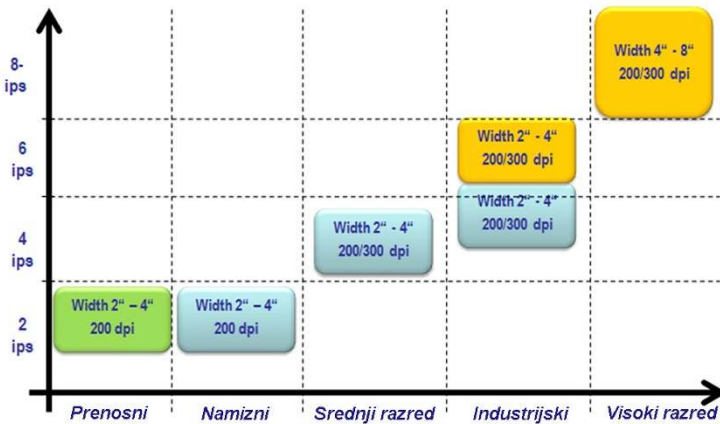 8-
ips
Width 4“ - 8“
200/300 dpi
6
ips
Width 2“ - 4“
200/300 dpi
Width 2“ - 4“
200/300 dpi
4
ips
Width 2“ - 4“
200/300 dpi
2
ips
Width 2“ – 4“
200 dpi
Width 2“ – 4“
200 dpi
Prenosni
Namizni
Srednji razred
Industrijski
Visoki razred